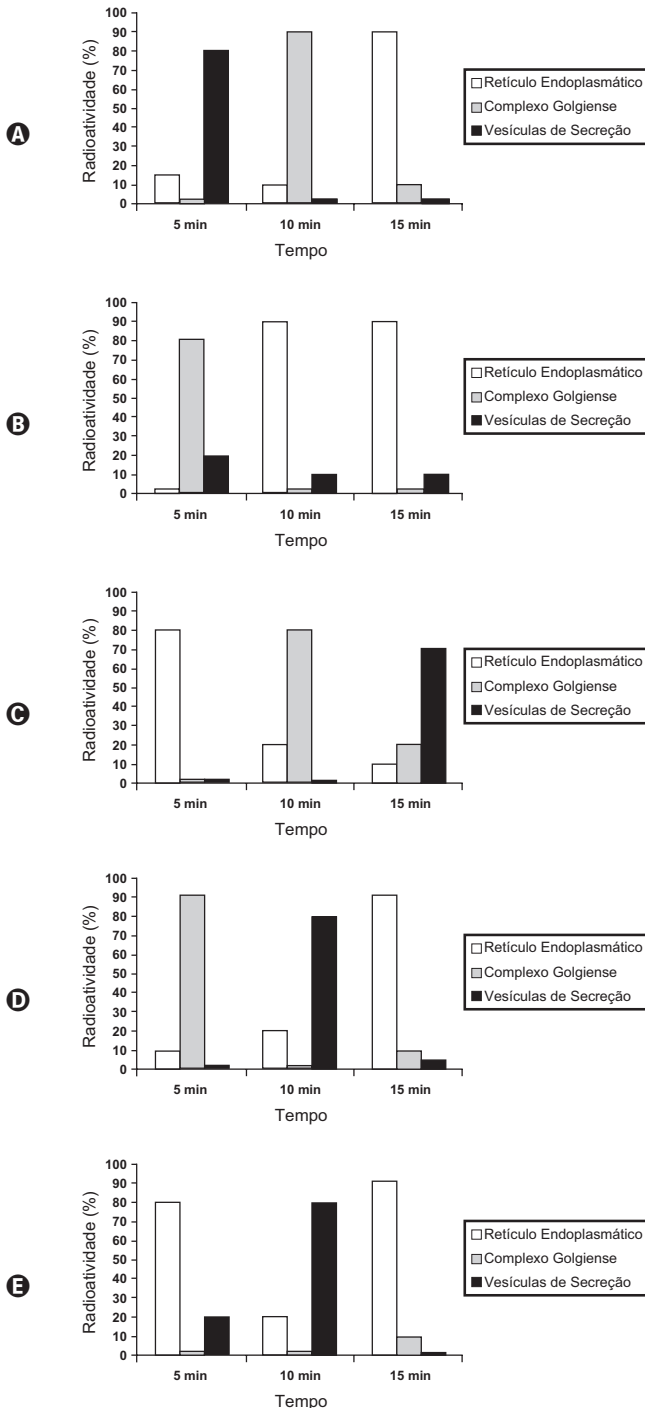 A
Radioatividade (%)
100
90
80
70
60
50
40
30
20
10
0
5 min 10 min 15 min
Tempo
Retículo Endoplasmático
Complexo Golgiense
Vesículas de Secreção
B
Radioatividade (%)
100
90
80
70
60
50
40
30
20
10
0
5 min 10 min 15 min
Tempo
Retículo Endoplasmático
Complexo Golgiense
Vesículas de Secreção
C
Radioatividade (%)
100
90
80
70
60
50
40
30
20
10
0
5 min 10 min 15 min
Tempo
Retículo Endoplasmático
Complexo Golgiense
Vesículas de Secreção
D
Radioatividade (%)
100
90
80
70
60
50
40
30
20
10
0
5 min 10 min 15 min
Tempo
Retículo Endoplasmático
Complexo Golgiense
Vesículas de Secreção
E
Radioatividade (%)
100
90
80
70
60
50
40
30
20
10
0
5 min 10 min 15 min
Tempo
Retículo Endoplasmático
Complexo Golgiense
Vesículas de Secreção